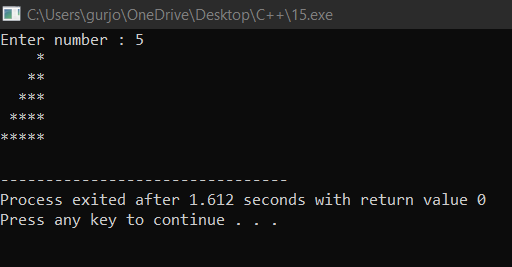 C:\Users\gurjo\OneDrive\Desktop\C++\15.exe
Enter number : 5
    *
   **
  ***
 ****
*****

--------------------------------
Process exited after 1.612 seconds with return value 0
Press any key to continue . . .